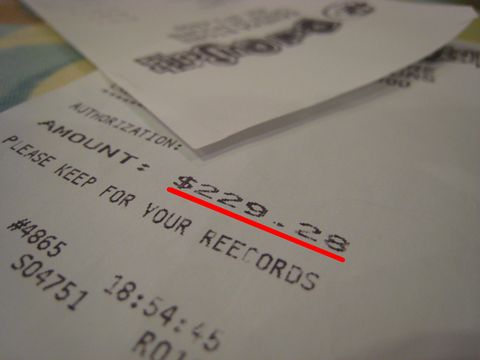 AUTHORIZATION:
AMOUNT: $229.28
PLEASE KEEP FOR YOUR REECORDS
#4865 18:54:45
S04751